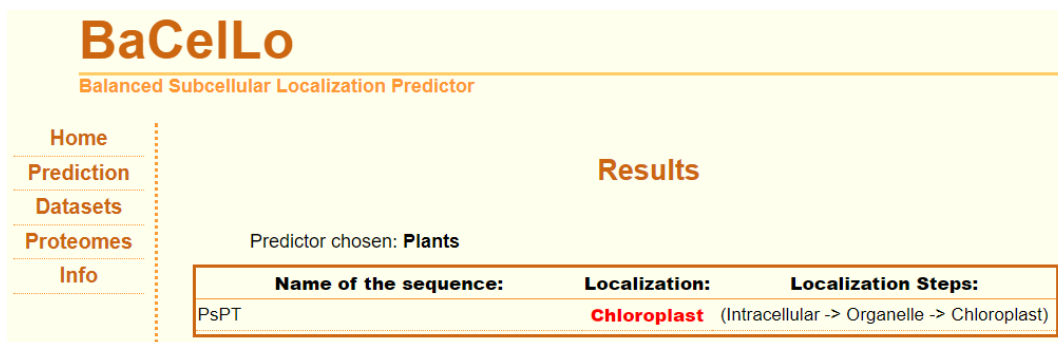 BaCelLo
Balanced Subcellular Localization Predictor
Home
Prediction
Datasets
Proteomes
Info
Results
Predictor chosen: Plants
Name of the sequence: Localization: Localization Steps:
PsPT Chloroplast (Intracellular -> Organelle -> Chloroplast)